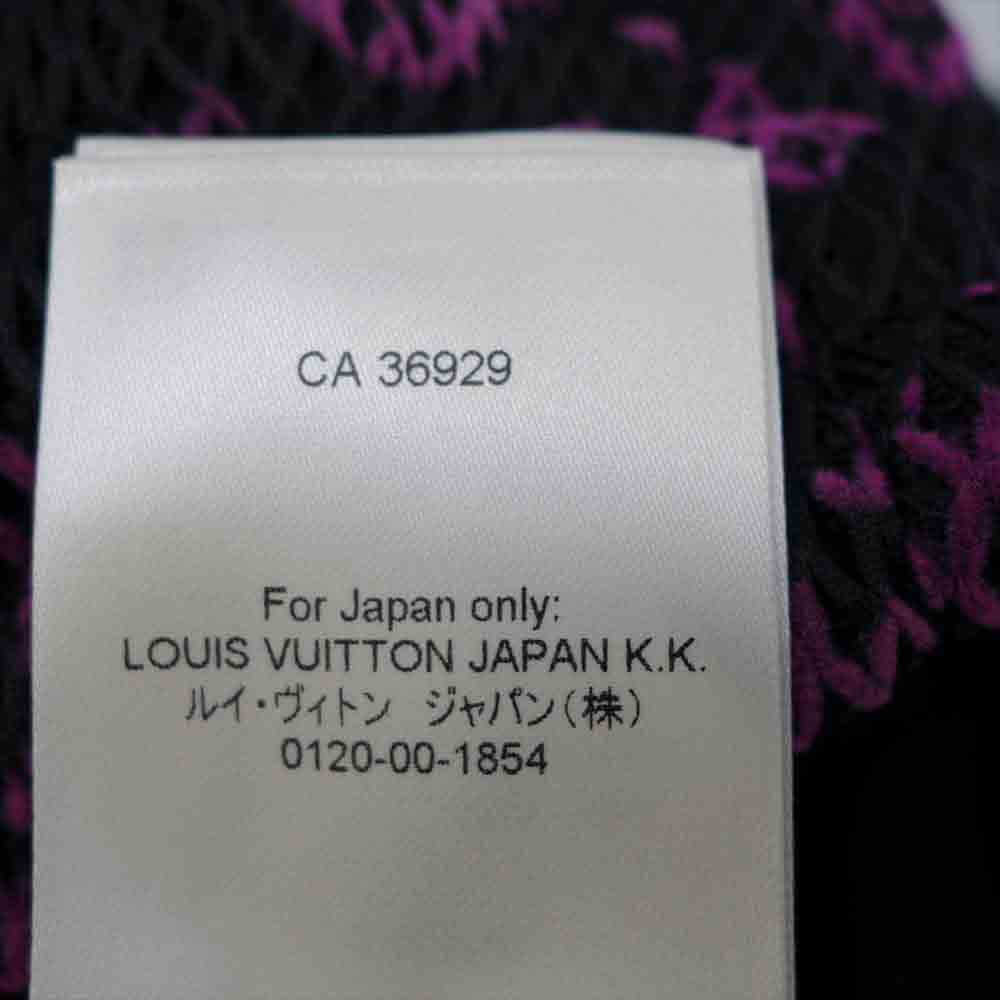 CA 36929
For Japan only:
LOUIS VUITTON JAPAN K.K.
ルイ・ヴィトン ジャパン(株)
0120-00-1854